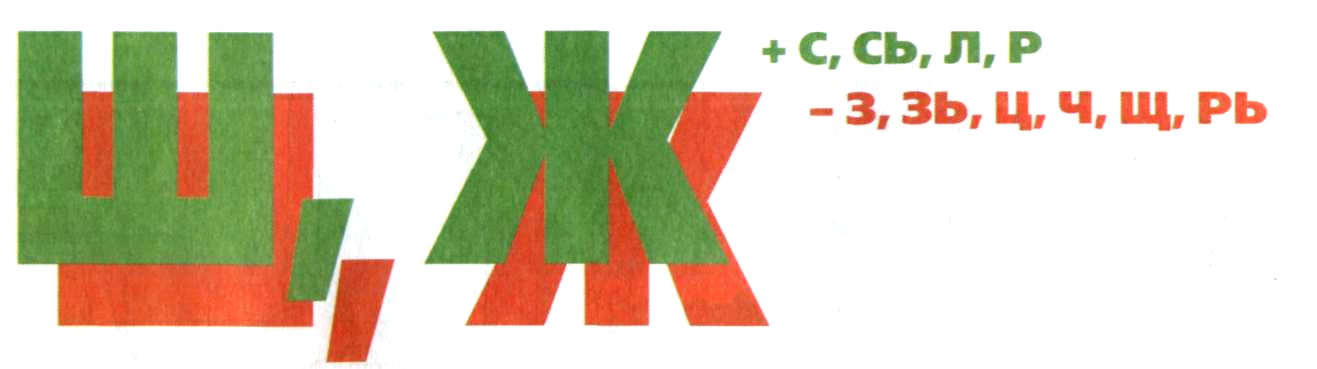 Ш, Ж + С, СЬ, Л, Р
– З, ЗЬ, Ц, Ч, Щ, РЬ